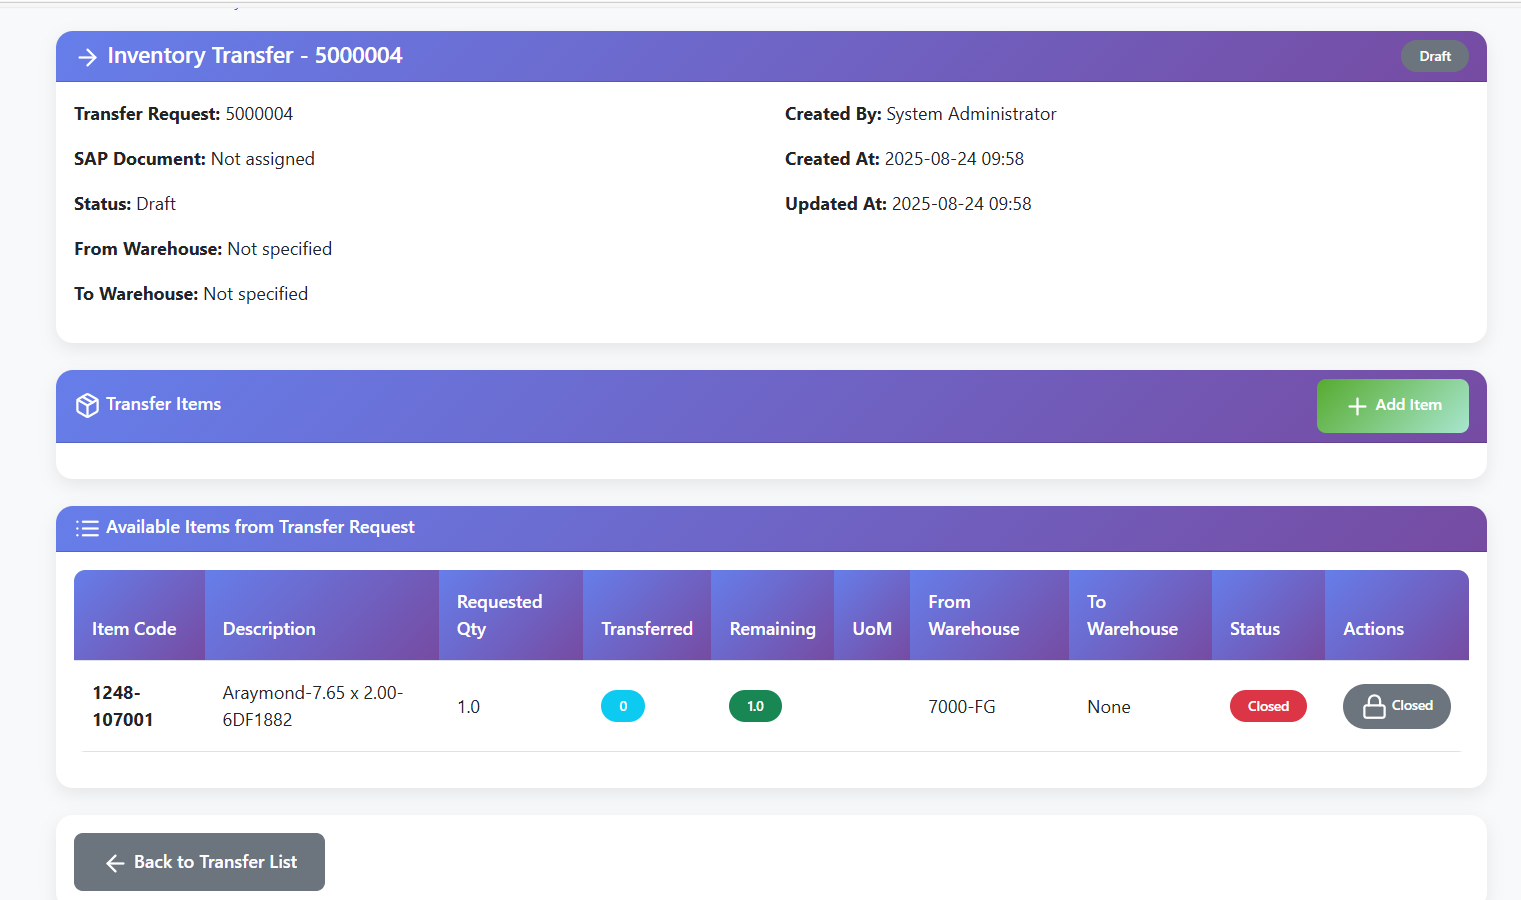 Inventory Transfer - 5000004
Draft
Transfer Request: 5000004
SAP Document: Not assigned
Status: Draft
From Warehouse: Not specified
To Warehouse: Not specified
Created By: System Administrator
Created At: 2025-08-24 09:58
Updated At: 2025-08-24 09:58
Transfer Items
Add Item
Available Items from Transfer Request
Item Code
Description
Requested
Qty
Transferred
Remaining
UoM
From
Warehouse
To
Warehouse
Status
Actions
1248-
107001
Araymond-7.65 x 2.00-
6DF1882
1.0
0
1.0
7000-FG
None
Closed
Closed
Back to Transfer List